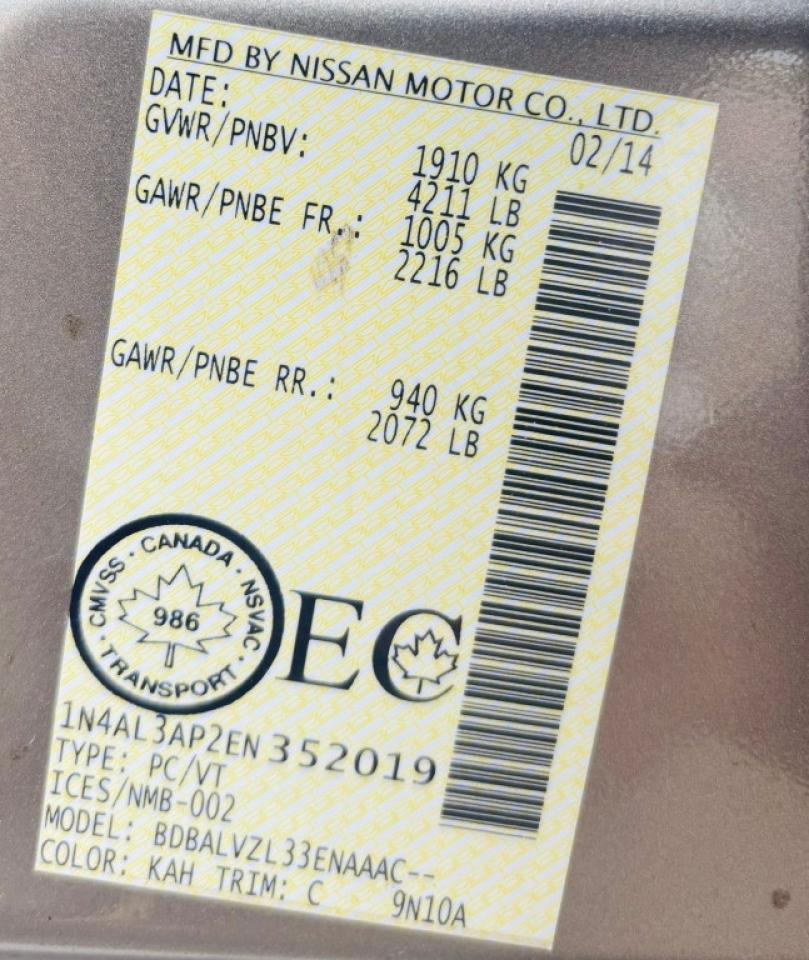 MFD BY NISSAN MOTOR CO., LTD.
DATE: 02/14
GVWR/PNBV: 1910 KG
4211 LB
GAWR/PNBE FR.: 1005 KG
2216 LB
GAWR/PNBE RR.: 940 KG
2072 LB
CMVSS · CANADA · NSVAC · TRANSPORT ·
986
EC
1N4AL3AP2EN352019
TYPE: PC/VT
ICES/NMB-002
MODEL: BDBALVZL33ENAAAC--
COLOR: KAH TRIM: C 9N10A